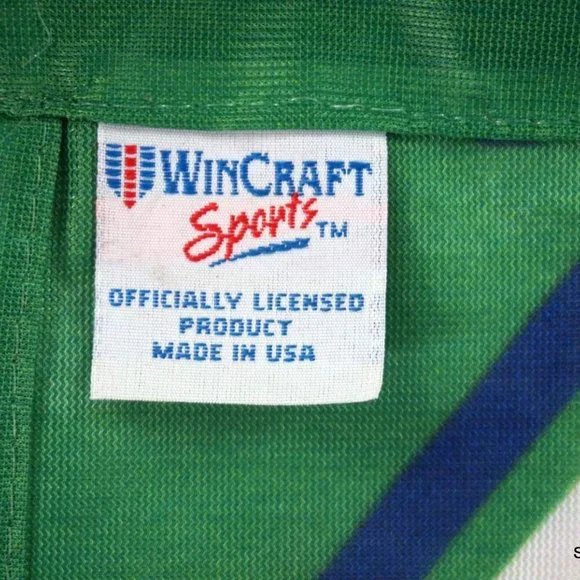 WINCRAFT
Sports TM
OFFICIALLY LICENSED
PRODUCT
MADE IN USA
S